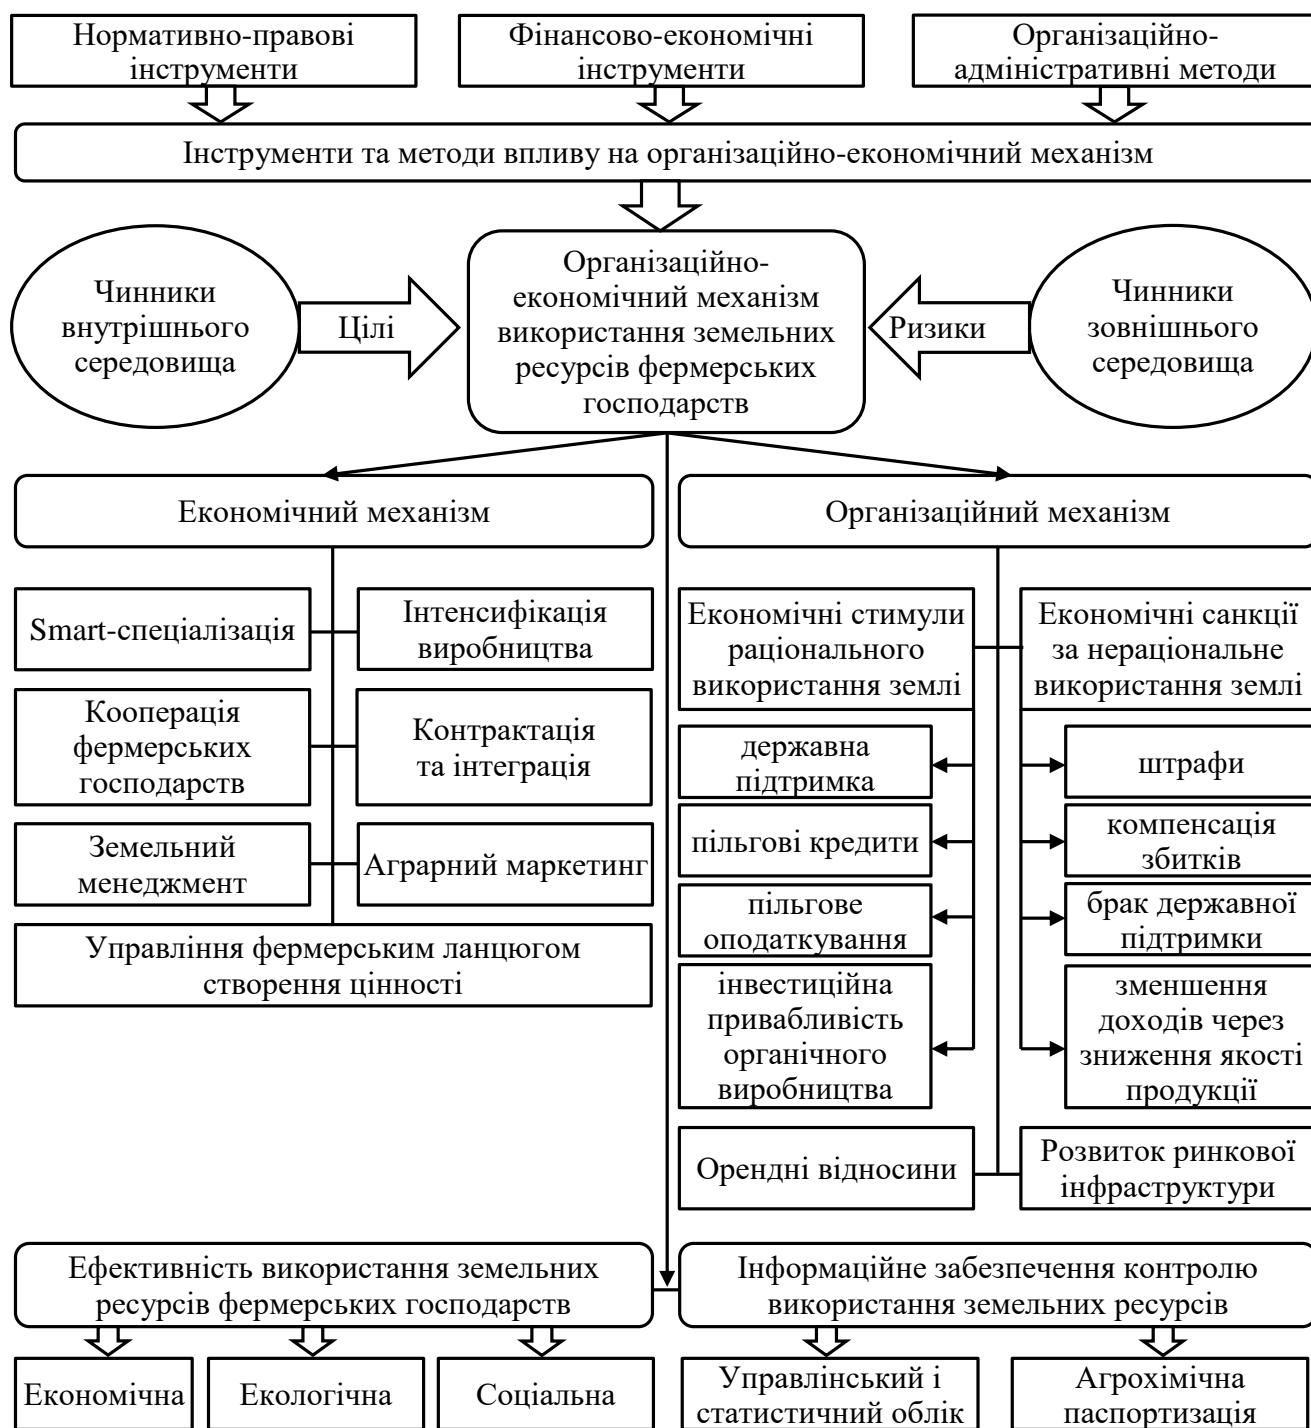 Нормативно-правові
інструменти
Фінансово-економічні
інструменти
Організаційно-
адміністративні методи
Інструменти та методи впливу на організаційно-економічний механізм
Чинники
внутрішнього
середовища
Цілі
Організаційно-
економічний механізм
використання земельних
ресурсів фермерських
господарств
Ризики
Чинники
зовнішнього
середовища
Економічний механізм
Організаційний механізм
Smart-спеціалізація
Інтенсифікація
виробництва
Кооперація
фермерських
господарств
Контрактація
та інтеграція
Земельний
менеджмент
Аграрний маркетинг
Управління фермерським ланцюгом
створення цінності
Економічні стимули
раціонального
використання землі
Економічні санкції
за нераціональне
використання землі
державна
підтримка
штрафи
пільгові кредити
компенсація
збитків
пільгове
оподаткування
брак державної
підтримки
інвестиційна
привабливість
органічного
виробництва
зменшення
доходів через
зниження якості
продукції
Орендні відносини
Розвиток ринкової
інфраструктури
Ефективність використання земельних
ресурсів фермерських господарств
Інформаційне забезпечення контролю
використання земельних ресурсів
Економічна
Екологічна
Соціальна
Управлінський і
статистичний облік
Агрохімічна
паспортизація